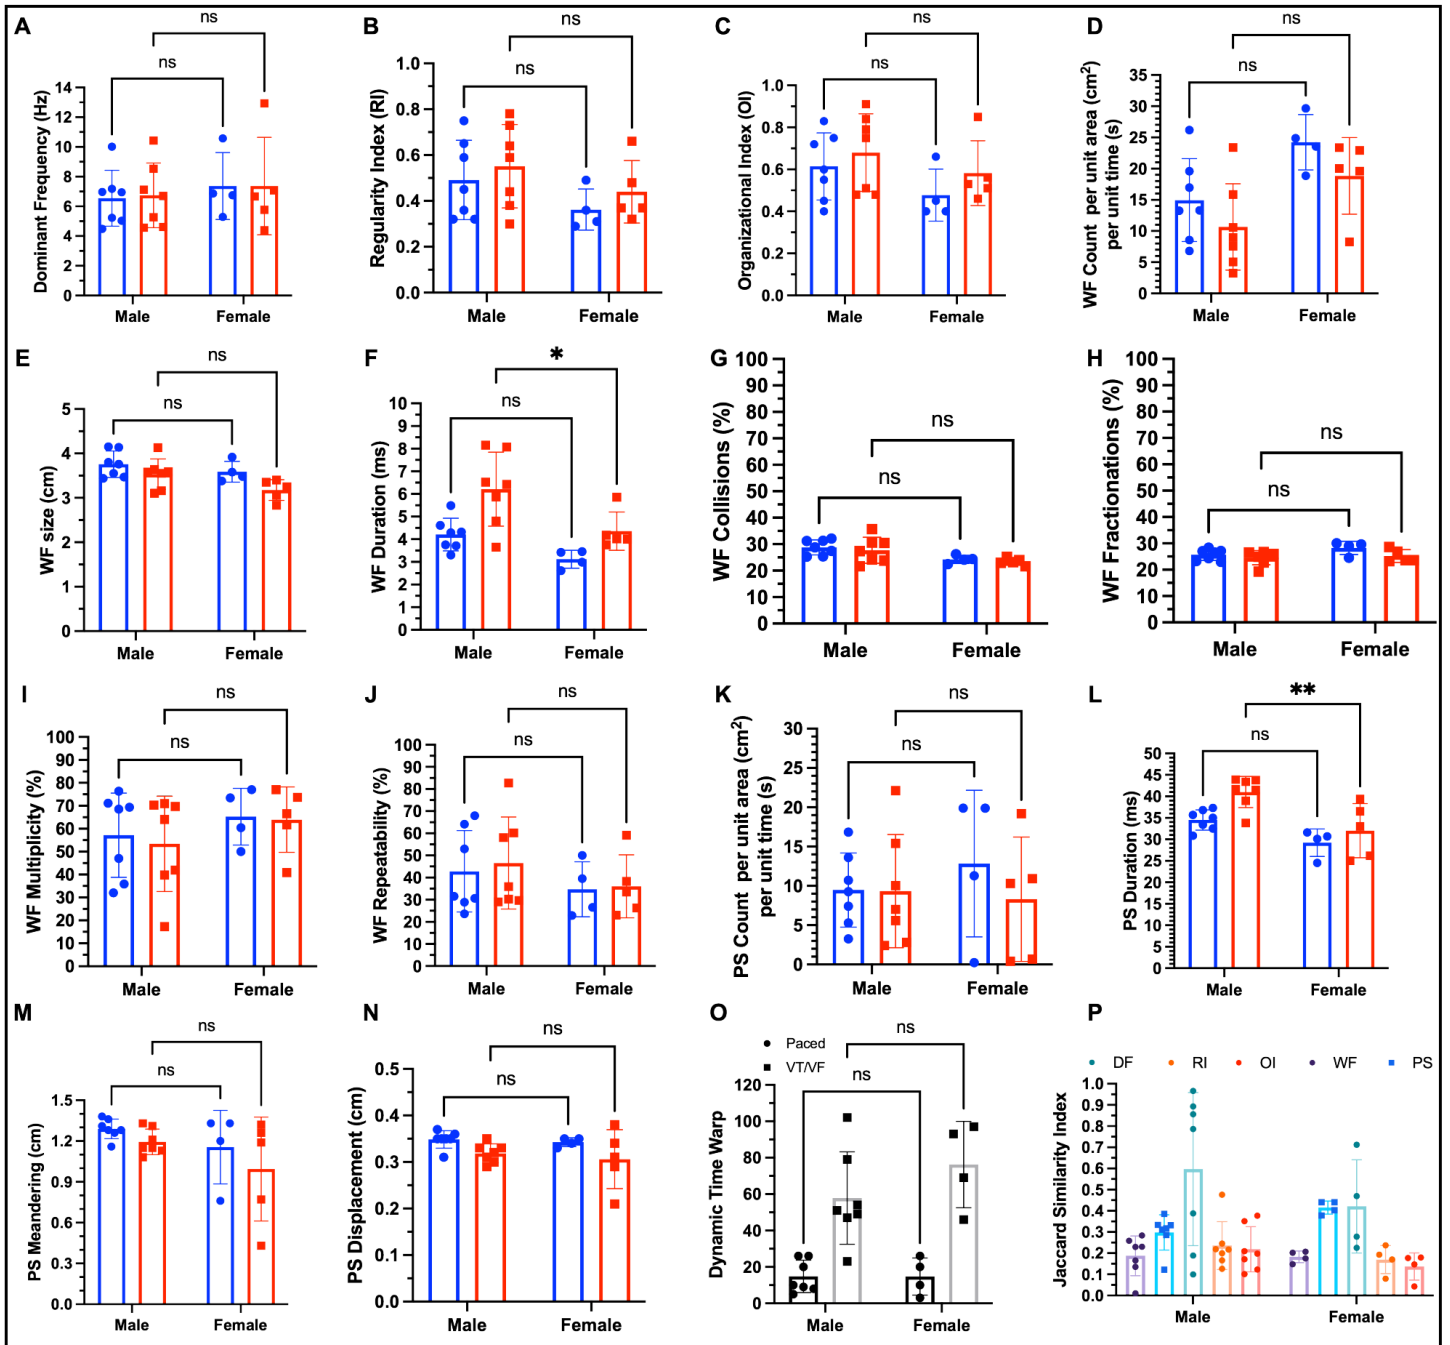 A
ns
ns
Dominant Frequency (Hz)
14
12
10
8
6
4
2
0
Male
Female
B
ns
ns
Regularity Index (RI)
1.0
0.8
0.6
0.4
0.2
0.0
Male
Female
C
ns
ns
Organizational Index (OI)
1.0
0.8
0.6
0.4
0.2
0.0
Male
Female
D
ns
ns
WF Count per unit area (cm²)
per unit time (s)
35
30
25
20
15
10
5
0
Male
Female
E
ns
ns
WF size (cm)
5
4
3
2
1
0
Male
Female
F
*
ns
WF Duration (ms)
10
9
8
7
6
5
4
3
2
1
0
Male
Female
G
ns
ns
WF Collisions (%)
100
90
80
70
60
50
40
30
20
10
0
Male
Female
H
ns
ns
WF Fractionations (%)
100
90
80
70
60
50
40
30
20
10
0
Male
Female
I
ns
ns
WF Multiplicity (%)
100
90
80
70
60
50
40
30
20
10
0
Male
Female
J
ns
ns
WF Repeatability (%)
100
90
80
70
60
50
40
30
20
10
0
Male
Female
K
ns
ns
PS Count per unit area (cm²)
per unit time (s)
30
25
20
15
10
5
0
Male
Female
L
**
ns
PS Duration (ms)
50
45
40
35
30
25
20
15
10
5
0
Male
Female
M
ns
ns
PS Meandering (cm)
1.5
1.2
0.9
0.6
0.3
0.0
Male
Female
N
ns
ns
PS Displacement (cm)
0.5
0.4
0.3
0.2
0.1
0.0
Male
Female
O
Paced
VT/VF
ns
ns
Dynamic Time Warp
120
100
80
60
40
20
0
Male
Female
P
DF RI OI WF PS
Jaccard Similarity Index
1.0
0.9
0.8
0.7
0.6
0.5
0.4
0.3
0.2
0.1
0.0
Male
Female